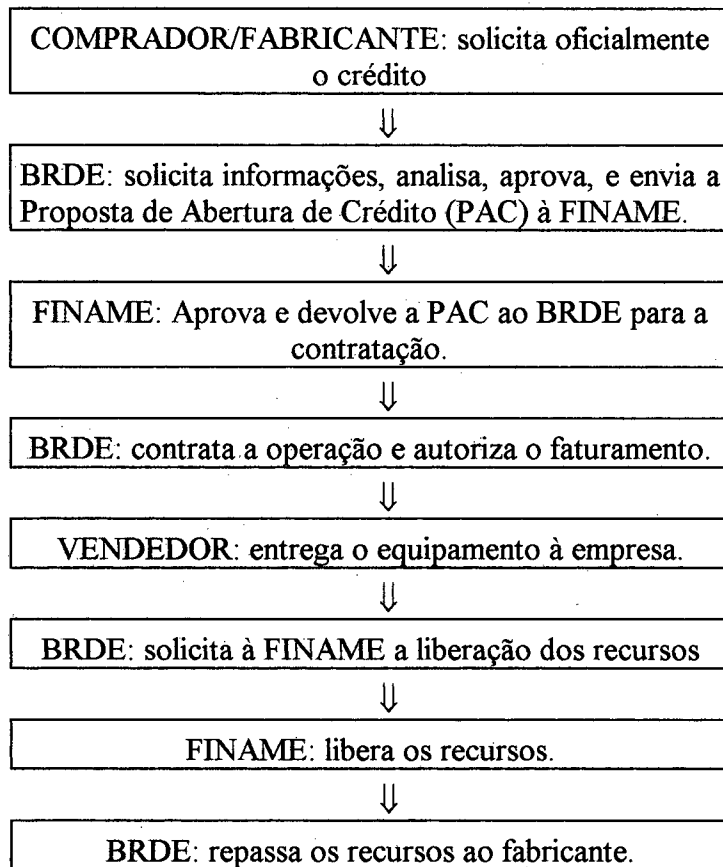 COMPRADOR/FABRICANTE: solicita oficialmente
o crédito
⇓
BRDE: solicita informações, analisa, aprova, e envia a
Proposta de Abertura de Crédito (PAC) à FINAME.
⇓
FINAME: Aprova e devolve a PAC ao BRDE para a
contratação.
⇓
BRDE: contrata a operação e autoriza o faturamento.
⇓
VENDEDOR: entrega o equipamento à empresa.
⇓
BRDE: solicita à FINAME a liberação dos recursos
⇓
FINAME: libera os recursos.
⇓
BRDE: repassa os recursos ao fabricante.